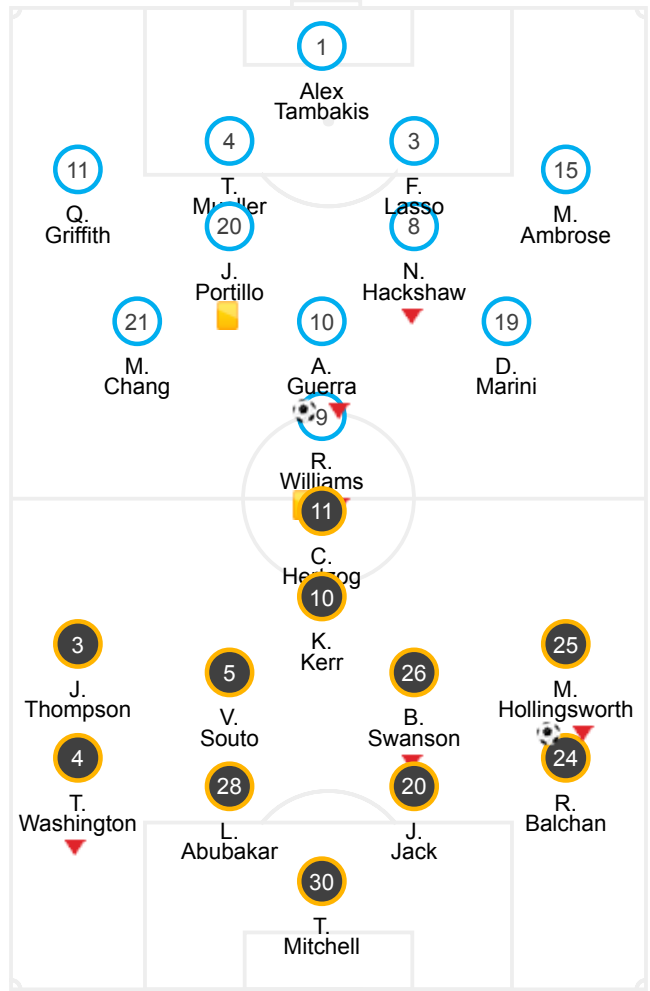 1
Alex
Tambakis
4
3
11
15
T.
Mueller
F.
Lasso
Q.
Griffith
M.
Ambrose
20
8
J.
Portillo
N.
Hackshaw
21
10
19
M.
Chang
A.
Guerra
D.
Marini
9
R.
Williams
11
C.
Hertzog
10
K.
Kerr
3
25
5
26
J.
Thompson
M.
Hollingsworth
V.
Souto
B.
Swanson
4
24
28
20
T.
Washington
R.
Balchan
L.
Abubakar
J.
Jack
30
T.
Mitchell